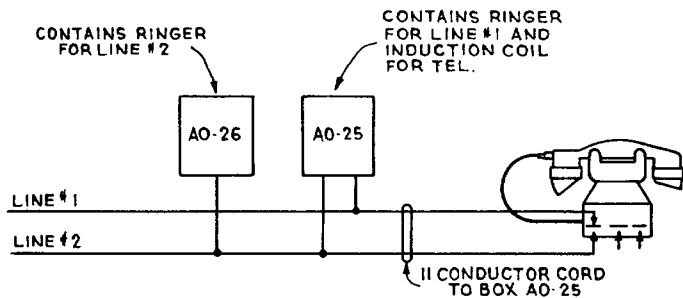 CONTAINS RINGER
FOR LINE #2
CONTAINS RINGER
FOR LINE #1 AND
INDUCTION COIL
FOR TEL.
AO-26
AO-25
LINE #1
LINE #2
11 CONDUCTOR CORD
TO BOX AO-25